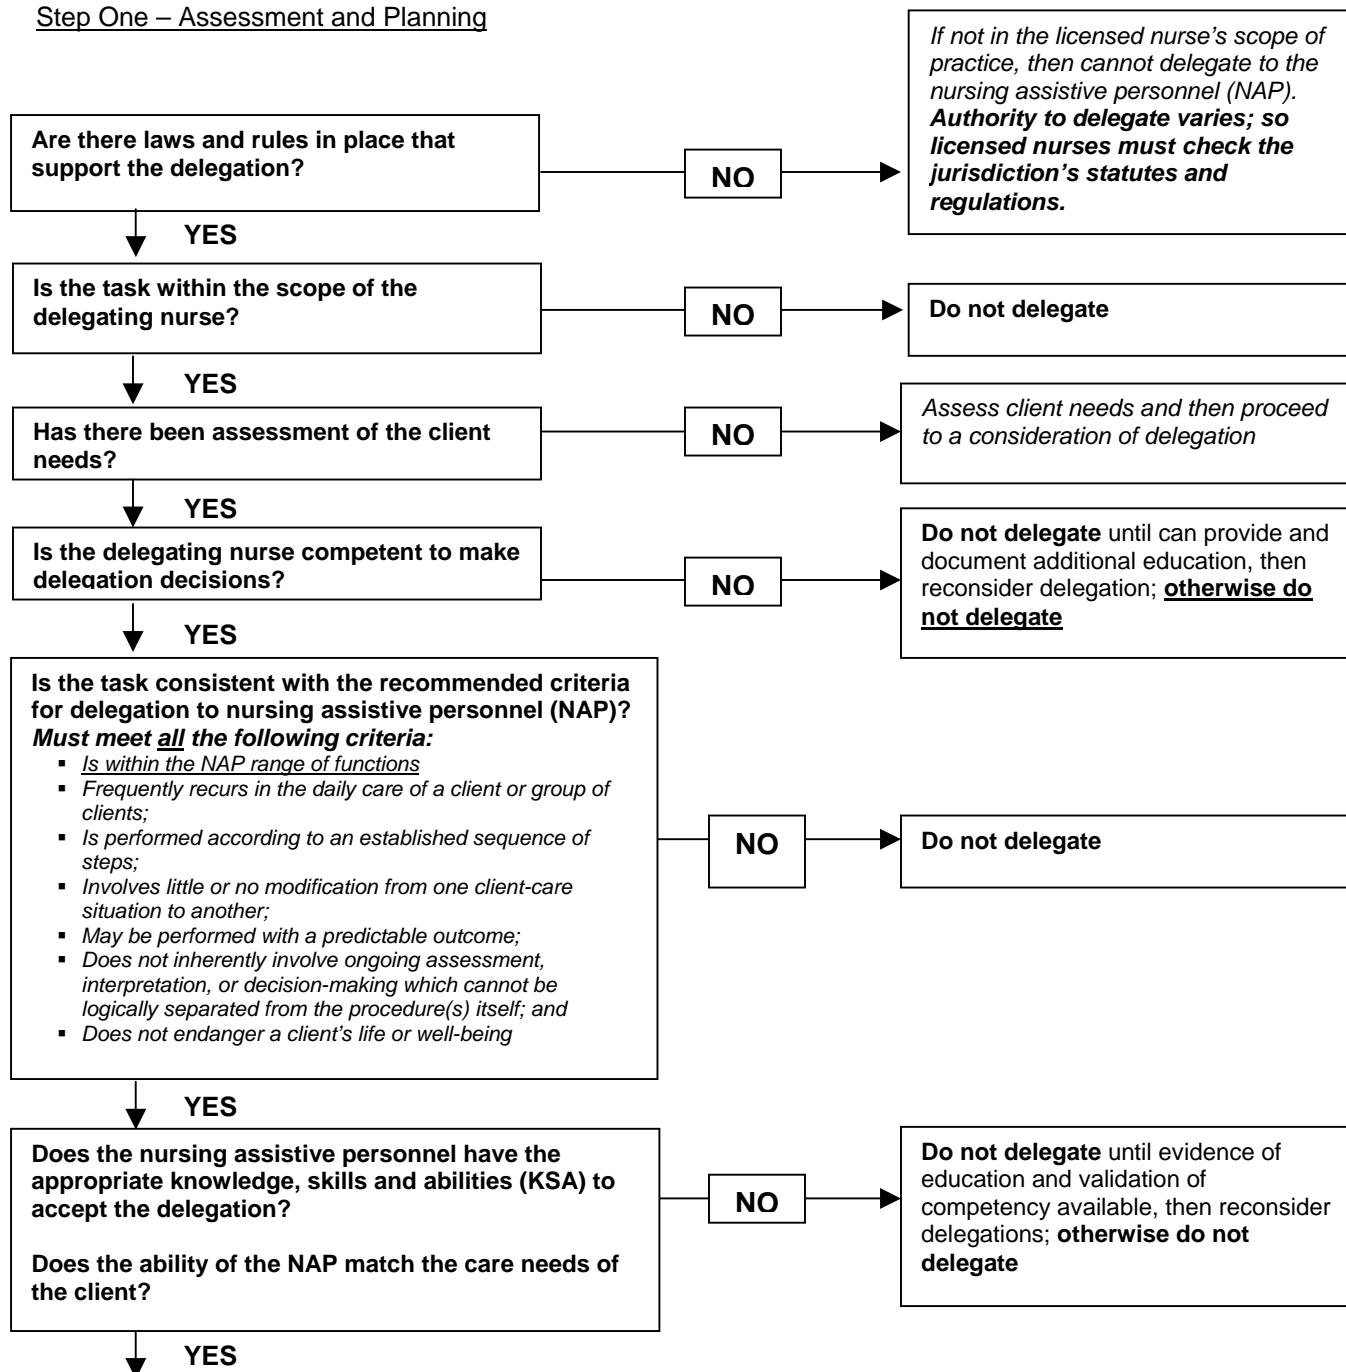 Step One – Assessment and Planning
If not in the licensed nurse’s scope of
practice, then cannot delegate to the
nursing assistive personnel (NAP).
Authority to delegate varies; so
licensed nurses must check the
jurisdiction’s statutes and
regulations.
Are there laws and rules in place that
support the delegation?
NO
YES
Is the task within the scope of the
delegating nurse?
NO
Do not delegate
YES
Has there been assessment of the client
needs?
NO
Assess client needs and then proceed
to a consideration of delegation
YES
Is the delegating nurse competent to make
delegation decisions?
NO
Do not delegate until can provide and
document additional education, then
reconsider delegation; otherwise do
not delegate
YES
Is the task consistent with the recommended criteria
for delegation to nursing assistive personnel (NAP)?
Must meet all the following criteria:
▪ Is within the NAP range of functions
▪ Frequently recurs in the daily care of a client or group of
clients;
▪ Is performed according to an established sequence of
steps;
▪ Involves little or no modification from one client-care
situation to another;
▪ May be performed with a predictable outcome;
▪ Does not inherently involve ongoing assessment,
interpretation, or decision-making which cannot be
logically separated from the procedure(s) itself; and
▪ Does not endanger a client’s life or well-being
NO
Do not delegate
YES
Does the nursing assistive personnel have the
appropriate knowledge, skills and abilities (KSA) to
accept the delegation?
Does the ability of the NAP match the care needs of
the client?
NO
Do not delegate until evidence of
education and validation of
competency available, then reconsider
delegations; otherwise do not
delegate
YES